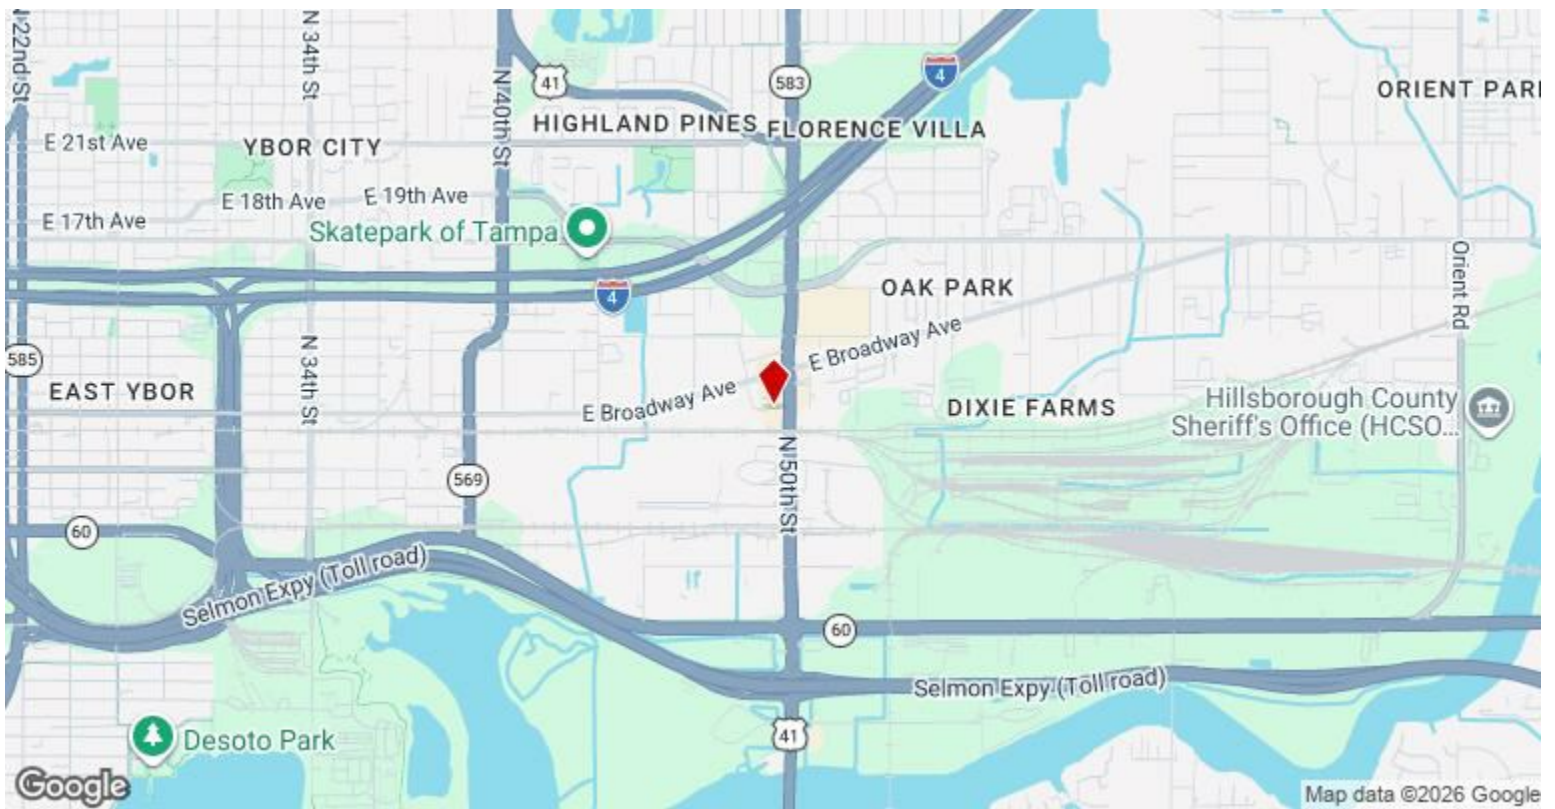 N 22nd St
N 34th St
41
583
4
ORIENT PARK
N 40th St
HIGHLAND PINES
FLORENCE VILLA
E 21st Ave
YBOR CITY
E 18th Ave
E 19th Ave
E 17th Ave
Skatepark of Tampa
4
OAK PARK
Orient Rd
E Broadway Ave
585
N 34th St
EAST YBOR
E Broadway Ave
DIXIE FARMS
Hillsborough County
Sheriff's Office (HCSO...
N 50th St
569
60
Selmon Expy (Toll road)
60
Selmon Expy (Toll road)
41
Desoto Park
Google
Map data ©2026 Google